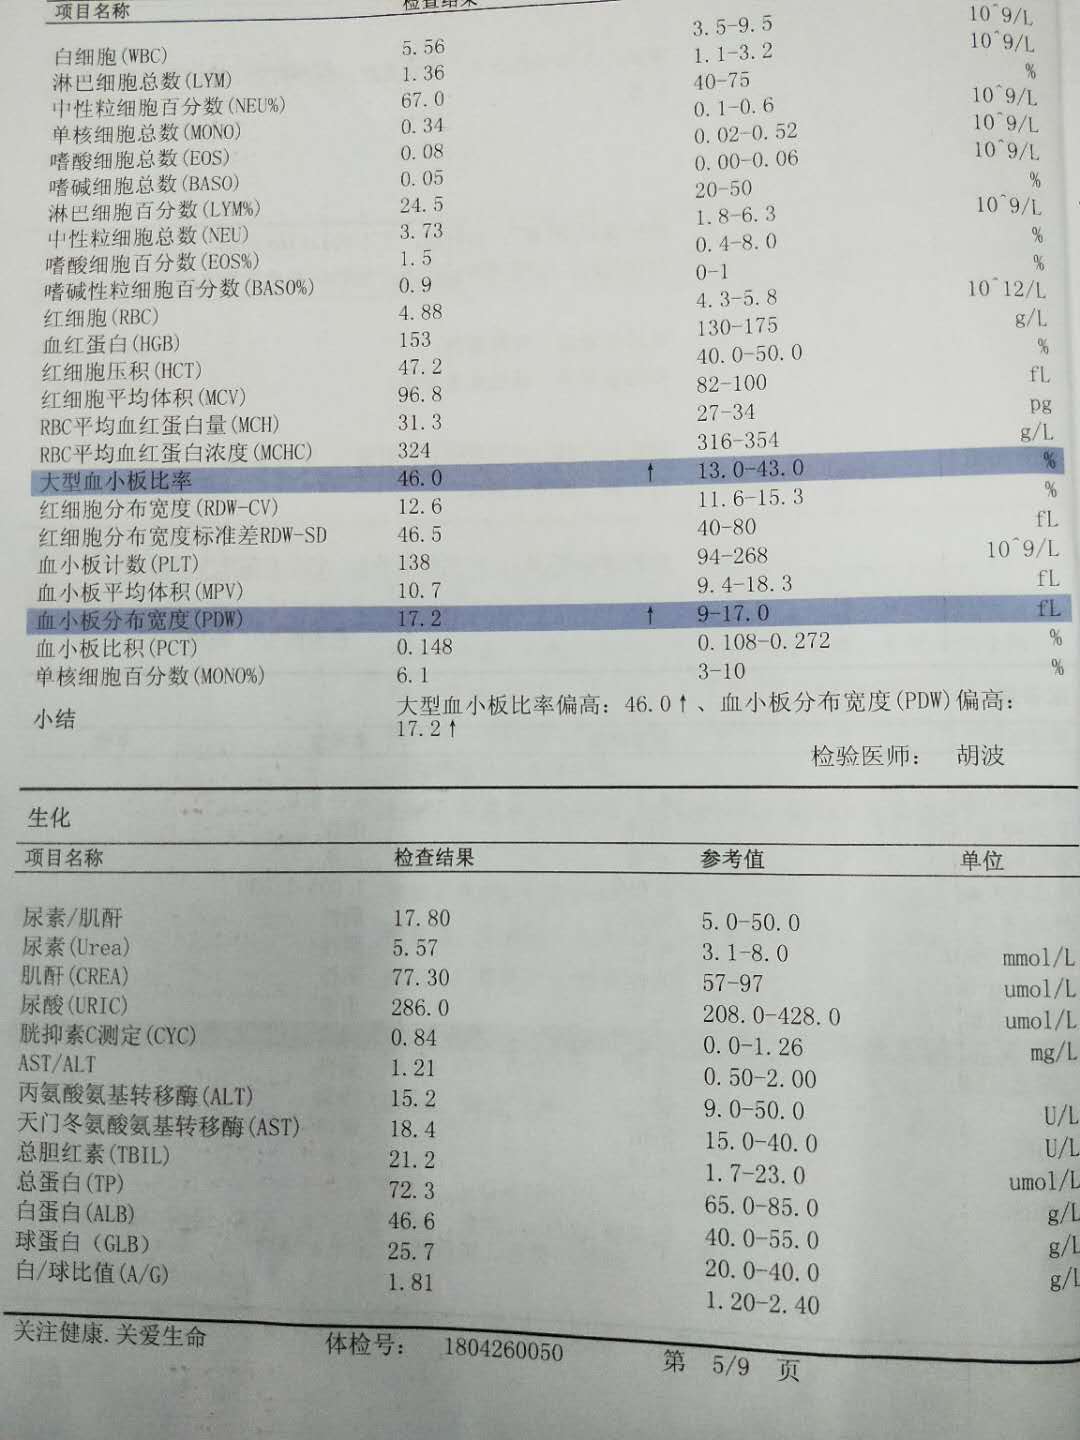 项目名称 检查结果
白细胞(WBC) 5.56 3.5-9.5 10^9/L
淋巴细胞总数(LYM) 1.36 1.1-3.2 10^9/L
中性粒细胞百分数(NEU%) 67.0 40-75 %
单核细胞总数(MONO) 0.34 0.1-0.6 10^9/L
嗜酸细胞总数(EOS) 0.08 0.02-0.52 10^9/L
嗜碱细胞总数(BASO) 0.05 0.00-0.06 10^9/L
淋巴细胞百分数(LYM%) 24.5 20-50 %
中性粒细胞总数(NEU) 3.73 1.8-6.3 10^9/L
嗜酸细胞百分数(EOS%) 1.5 0.4-8.0 %
嗜碱性粒细胞百分数(BASO%) 0.9 0-1 %
红细胞(RBC) 4.88 4.3-5.8 10^12/L
血红蛋白(HGB) 153 130-175 g/L
红细胞压积(HCT) 47.2 40.0-50.0 %
红细胞平均体积(MCV) 96.8 82-100 fL
RBC平均血红蛋白量(MCH) 31.3 27-34 pg
RBC平均血红蛋白浓度(MCHC) 324 316-354 g/L
大型血小板比率 46.0 ↑ 13.0-43.0 %
红细胞分布宽度(RDW-CV) 12.6 11.6-15.3 %
红细胞分布宽度标准差RDW-SD 46.5 40-80 fL
血小板计数(PLT) 138 94-268 10^9/L
血小板平均体积(MPV) 10.7 9.4-18.3 fL
血小板分布宽度(PDW) 17.2 ↑ 9-17.0 fL
血小板比积(PCT) 0.148 0.108-0.272 %
单核细胞百分数(MONO%) 6.1 3-10 %
小结 大型血小板比率偏高：46.0↑、血小板分布宽度(PDW)偏高：
17.2↑
检验医师： 胡波
生化
项目名称 检查结果 参考值 单位
尿素/肌酐 17.80 5.0-50.0
尿素(Urea) 5.57 3.1-8.0 mmol/L
肌酐(CREA) 77.30 57-97 umol/L
尿酸(URIC) 286.0 208.0-428.0 umol/L
胱抑素C测定(CYC) 0.84 0.0-1.26 mg/L
AST/ALT 1.21 0.50-2.00
丙氨酸氨基转移酶(ALT) 15.2 9.0-50.0 U/L
天门冬氨酸氨基转移酶(AST) 18.4 15.0-40.0 U/L
总胆红素(TBIL) 21.2 1.7-23.0 umol/L
总蛋白(TP) 72.3 65.0-85.0 g/L
白蛋白(ALB) 46.6 40.0-55.0 g/L
球蛋白（GLB） 25.7 20.0-40.0 g/L
白/球比值(A/G) 1.81 1.20-2.40
关注健康.关爱生命 体检号： 1804260050 第 5/9 页